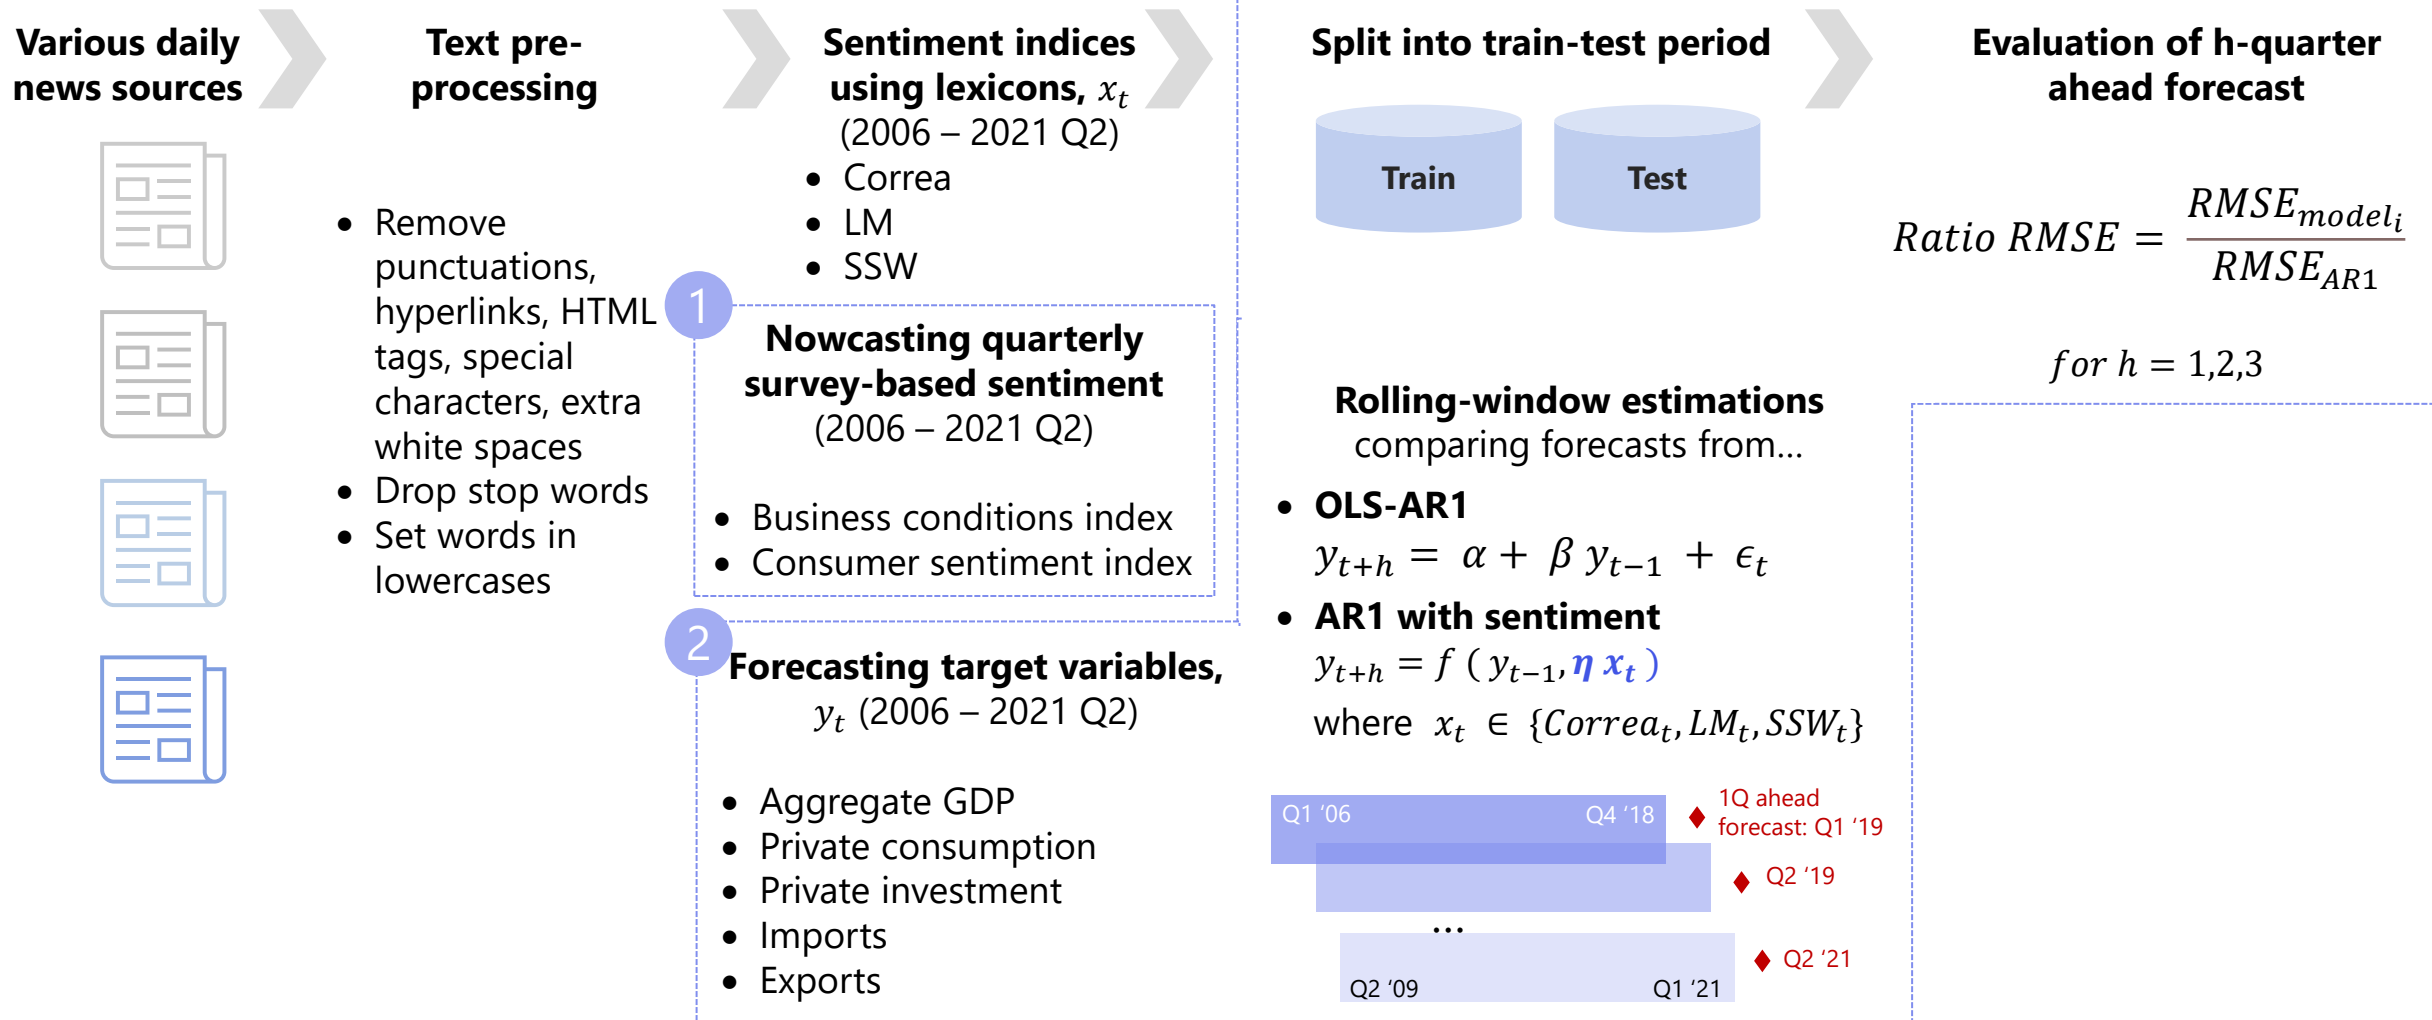 Various daily
news sources
Text pre-
processing
• Remove
punctuations,
hyperlinks, HTML
tags, special
characters, extra
white spaces
• Drop stop words
• Set words in
lowercases
Sentiment indices
using lexicons, x_t
(2006 – 2021 Q2)
• Correa
• LM
• SSW
1
Nowcasting quarterly
survey-based sentiment
(2006 – 2021 Q2)
• Business conditions index
• Consumer sentiment index
2
Forecasting target variables,
y_t (2006 – 2021 Q2)
• Aggregate GDP
• Private consumption
• Private investment
• Imports
• Exports
Split into train-test period
Train
Test
Rolling-window estimations
comparing forecasts from...
• OLS-AR1
y_{t+h} = α + β y_{t−1} + ϵ_t
• AR1 with sentiment
y_{t+h} = f ( y_{t−1}, η x_t )
where x_t ∈ {Correa_t, LM_t, SSW_t}
Q1 ‘06
Q4 ‘18
1Q ahead
forecast: Q1 ‘19
Q2 ‘19
...
Q2 ‘09
Q1 ‘21
Q2 ‘21
Evaluation of h-quarter
ahead forecast
Ratio RMSE = RMSE_{model_i} / RMSE_{AR1}
for h = 1,2,3